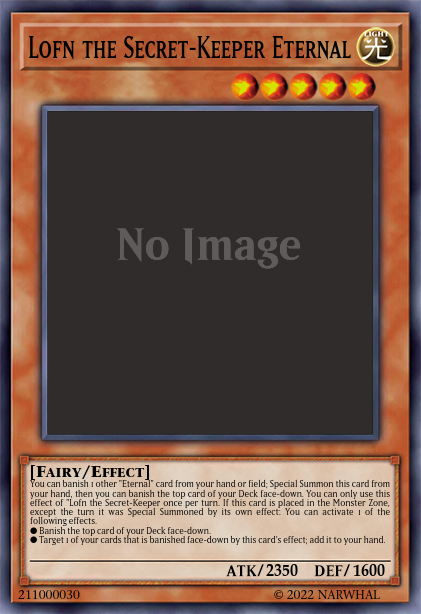 Lofn the Secret-Keeper Eternal
LIGHT
光
No Image
[Fairy/Effect]
You can banish 1 other "Eternal" card from your hand or field; Special Summon this card from
your hand, then you can banish the top card of your Deck face-down. You can only use this
effect of "Lofn the Secret-Keeper once per turn. If this card is placed in the Monster Zone,
except the turn it was Special Summoned by its own effect: You can activate 1 of the
following effects.
● Banish the top card of your Deck face-down.
● Target 1 of your cards that is banished face-down by this card's effect; add it to your hand.
ATK/2350 DEF/1600
211000030 © 2022 NARWHAL